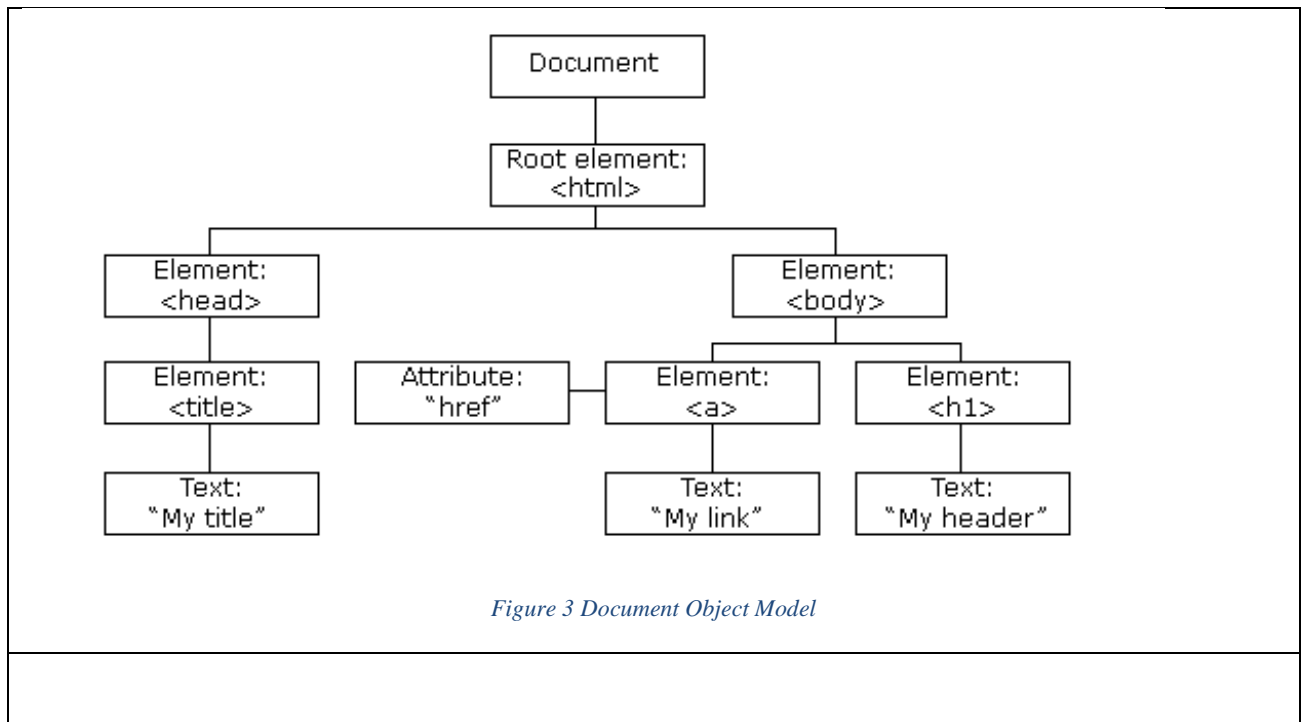 Document
Root element:
<html>
Element:
<head>
Element:
<body>
Element:
<title>
Attribute:
“href”
Element:
<a>
Element:
<h1>
Text:
“My title”
Text:
“My link”
Text:
“My header”
Figure 3 Document Object Model